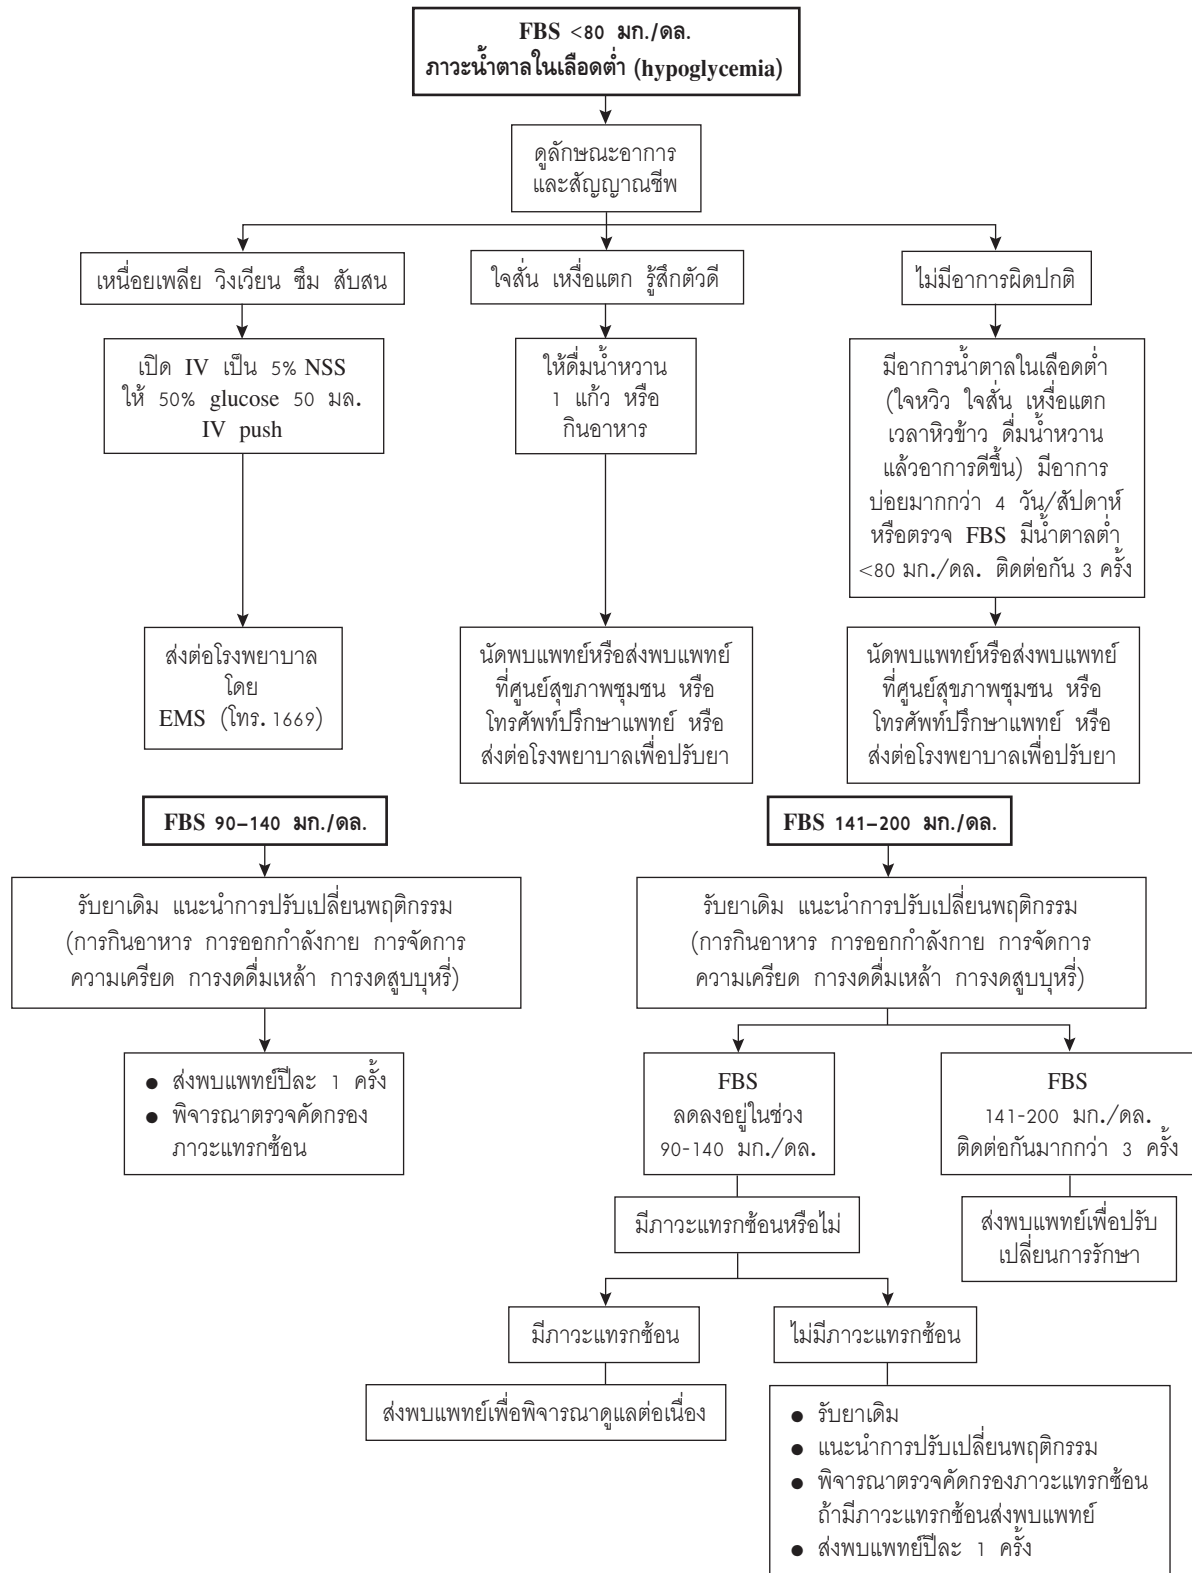 FBS <80 มก./ดล.
ภาวะน้ำตาลในเลือดต่ำ (hypoglycemia)
ดูลักษณะอาการ
และสัญญาณชีพ
เหนื่อยเพลีย วิงเวียน ซึม สับสน
ใจสั่น เหงื่อแตก รู้สึกตัวดี
ไม่มีอาการผิดปกติ
เปิด IV เป็น 5% NSS
ให้ 50% glucose 50 มล.
IV push
ให้ดื่มน้ำหวาน
1 แก้ว หรือ
กินอาหาร
มีอาการน้ำตาลในเลือดต่ำ
(ใจหวิว ใจสั่น เหงื่อแตก
เวลาหิวข้าว ดื่มน้ำหวาน
แล้วอาการดีขึ้น) มีอาการ
บ่อยมากกว่า 4 วัน/สัปดาห์
หรือตรวจ FBS มีน้ำตาลต่ำ
<80 มก./ดล. ติดต่อกัน 3 ครั้ง
ส่งต่อโรงพยาบาล
โดย
EMS (โทร. 1669)
นัดพบแพทย์หรือส่งพบแพทย์
ที่ศูนย์สุขภาพชุมชน หรือ
โทรศัพท์ปรึกษาแพทย์ หรือ
ส่งต่อโรงพยาบาลเพื่อปรับยา
นัดพบแพทย์หรือส่งพบแพทย์
ที่ศูนย์สุขภาพชุมชน หรือ
โทรศัพท์ปรึกษาแพทย์ หรือ
ส่งต่อโรงพยาบาลเพื่อปรับยา
FBS 90–140 มก./ดล.
รับยาเดิม แนะนำการปรับเปลี่ยนพฤติกรรม
(การกินอาหาร การออกกำลังกาย การจัดการ
ความเครียด การงดดื่มเหล้า การงดสูบบุหรี่)
● ส่งพบแพทย์ปีละ 1 ครั้ง
● พิจารณาตรวจคัดกรอง
ภาวะแทรกซ้อน
FBS 141–200 มก./ดล.
รับยาเดิม แนะนำการปรับเปลี่ยนพฤติกรรม
(การกินอาหาร การออกกำลังกาย การจัดการ
ความเครียด การงดดื่มเหล้า การงดสูบบุหรี่)
FBS
ลดลงอยู่ในช่วง
90-140 มก./ดล.
FBS
141-200 มก./ดล.
ติดต่อกันมากกว่า 3 ครั้ง
มีภาวะแทรกซ้อนหรือไม่
ส่งพบแพทย์เพื่อปรับ
เปลี่ยนการรักษา
มีภาวะแทรกซ้อน
ไม่มีภาวะแทรกซ้อน
ส่งพบแพทย์เพื่อพิจารณาดูแลต่อเนื่อง
● รับยาเดิม
● แนะนำการปรับเปลี่ยนพฤติกรรม
● พิจารณาตรวจคัดกรองภาวะแทรกซ้อน
ถ้ามีภาวะแทรกซ้อนส่งพบแพทย์
● ส่งพบแพทย์ปีละ 1 ครั้ง